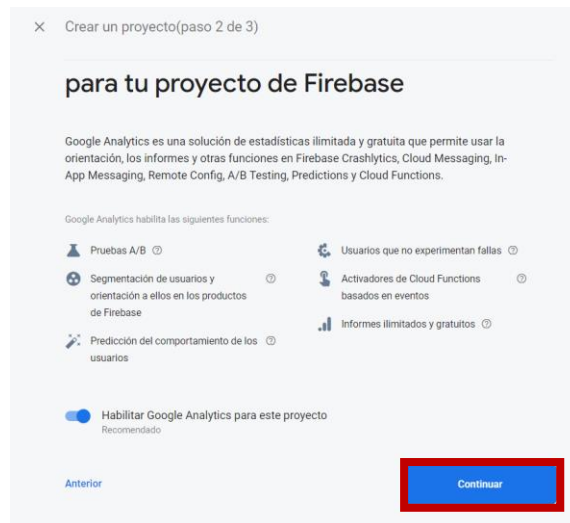 Crear un proyecto(paso 2 de 3)
para tu proyecto de Firebase
Google Analytics es una solución de estadísticas ilimitada y gratuita que permite usar la
orientación, los informes y otras funciones en Firebase Crashlytics, Cloud Messaging, In-
App Messaging, Remote Config, A/B Testing, Predictions y Cloud Functions.
Google Analytics habilita las siguientes funciones:
Pruebas A/B
Segmentación de usuarios y
orientación a ellos en los productos
de Firebase
Predicción del comportamiento de los
usuarios
Usuarios que no experimentan fallas
Activadores de Cloud Functions
basados en eventos
Informes ilimitados y gratuitos
Habilitar Google Analytics para este proyecto
Recomendado
Anterior
Continuar